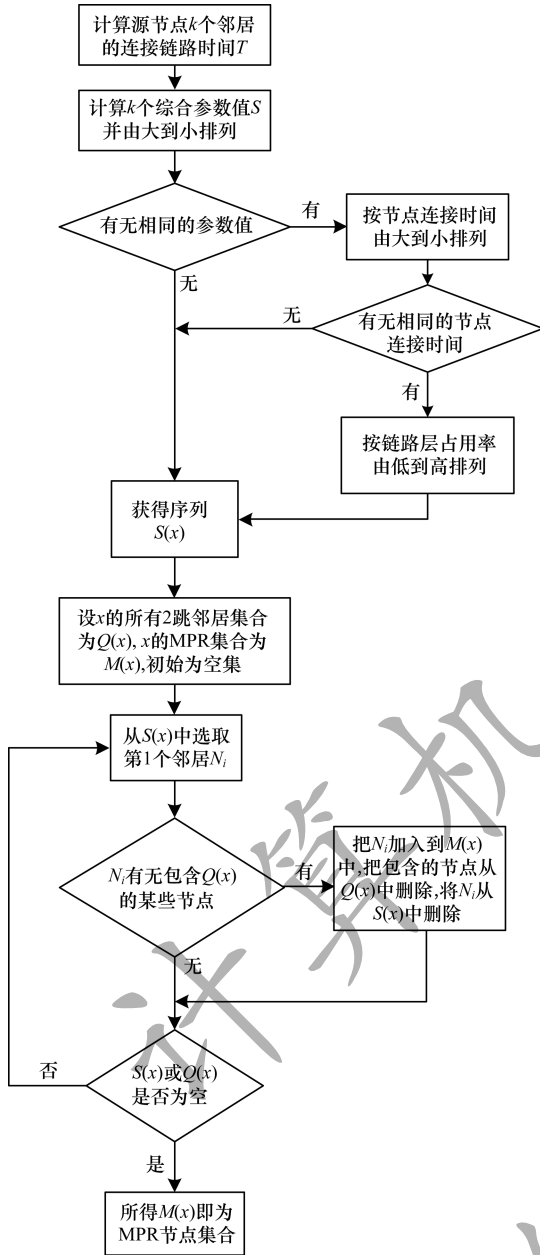 计算源节点k个邻居
的连接链路时间T
计算k个综合参数值S
并由大到小排列
有无相同的参数值
有
按节点连接时间
由大到小排列
无
无
有无相同的节点
连接时间
有
按链路层占用率
由低到高排列
获得序列
S(x)
设x的所有2跳邻居集合
为Q(x), x的MPR集合为
M(x),初始为空集
从S(x)中选取
第1个邻居Ni
Ni有无包含Q(x)
的某些节点
有
把Ni加入到M(x)
中,把包含的节点从
Q(x)中删除,将Ni从
S(x)中删除
无
否
S(x)或Q(x)
是否为空
是
所得M(x)即为
MPR节点集合
计算机